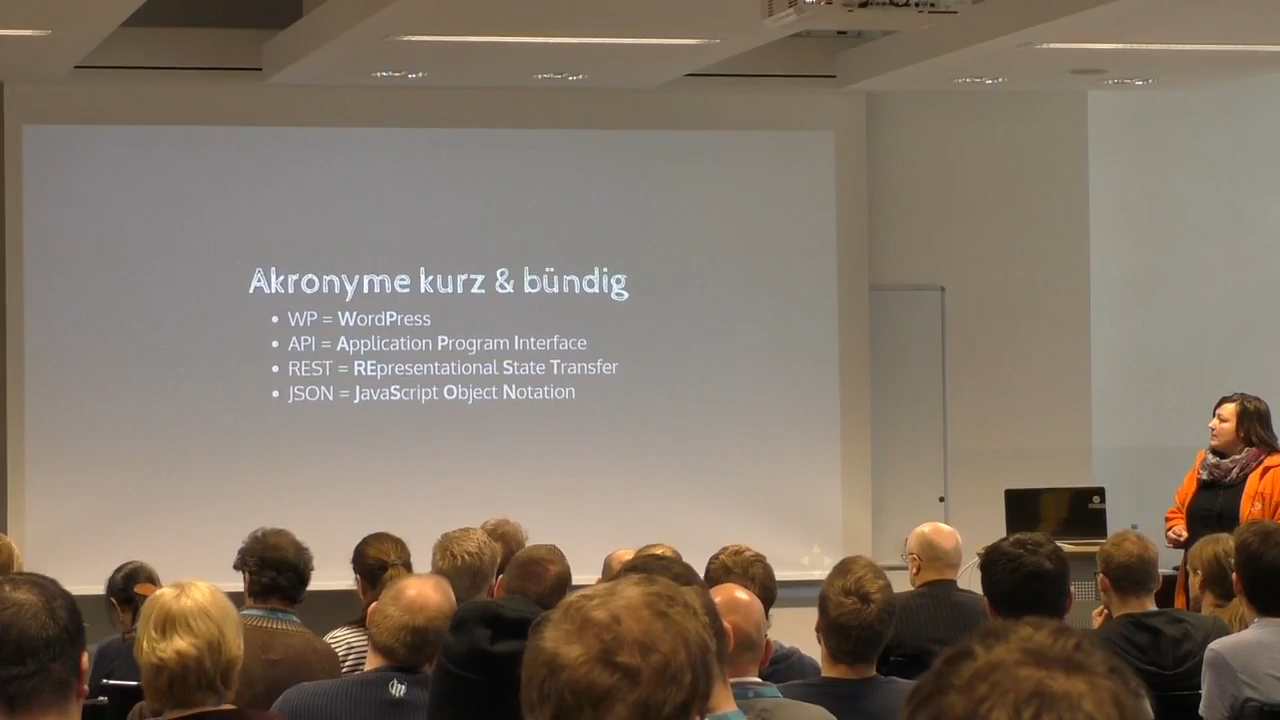 Akronyme kurz & bündig
• WP = WordPress
• API = Application Program Interface
• REST = REpresentational State Transfer
• JSON = JavaScript Object Notation